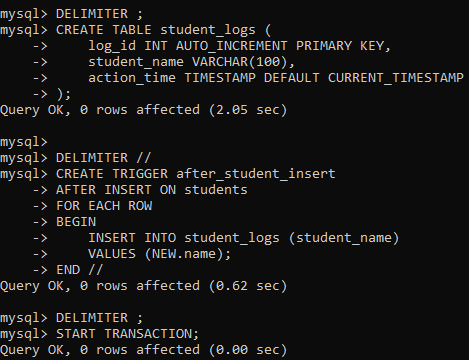 mysql> DELIMITER ;
mysql> CREATE TABLE student_logs (
    ->     log_id INT AUTO_INCREMENT PRIMARY KEY,
    ->     student_name VARCHAR(100),
    ->     action_time TIMESTAMP DEFAULT CURRENT_TIMESTAMP
    -> );
Query OK, 0 rows affected (2.05 sec)

mysql>
mysql> DELIMITER //
mysql> CREATE TRIGGER after_student_insert
    -> AFTER INSERT ON students
    -> FOR EACH ROW
    -> BEGIN
    ->     INSERT INTO student_logs (student_name)
    ->     VALUES (NEW.name);
    -> END //
Query OK, 0 rows affected (0.62 sec)

mysql> DELIMITER ;
mysql> START TRANSACTION;
Query OK, 0 rows affected (0.00 sec)